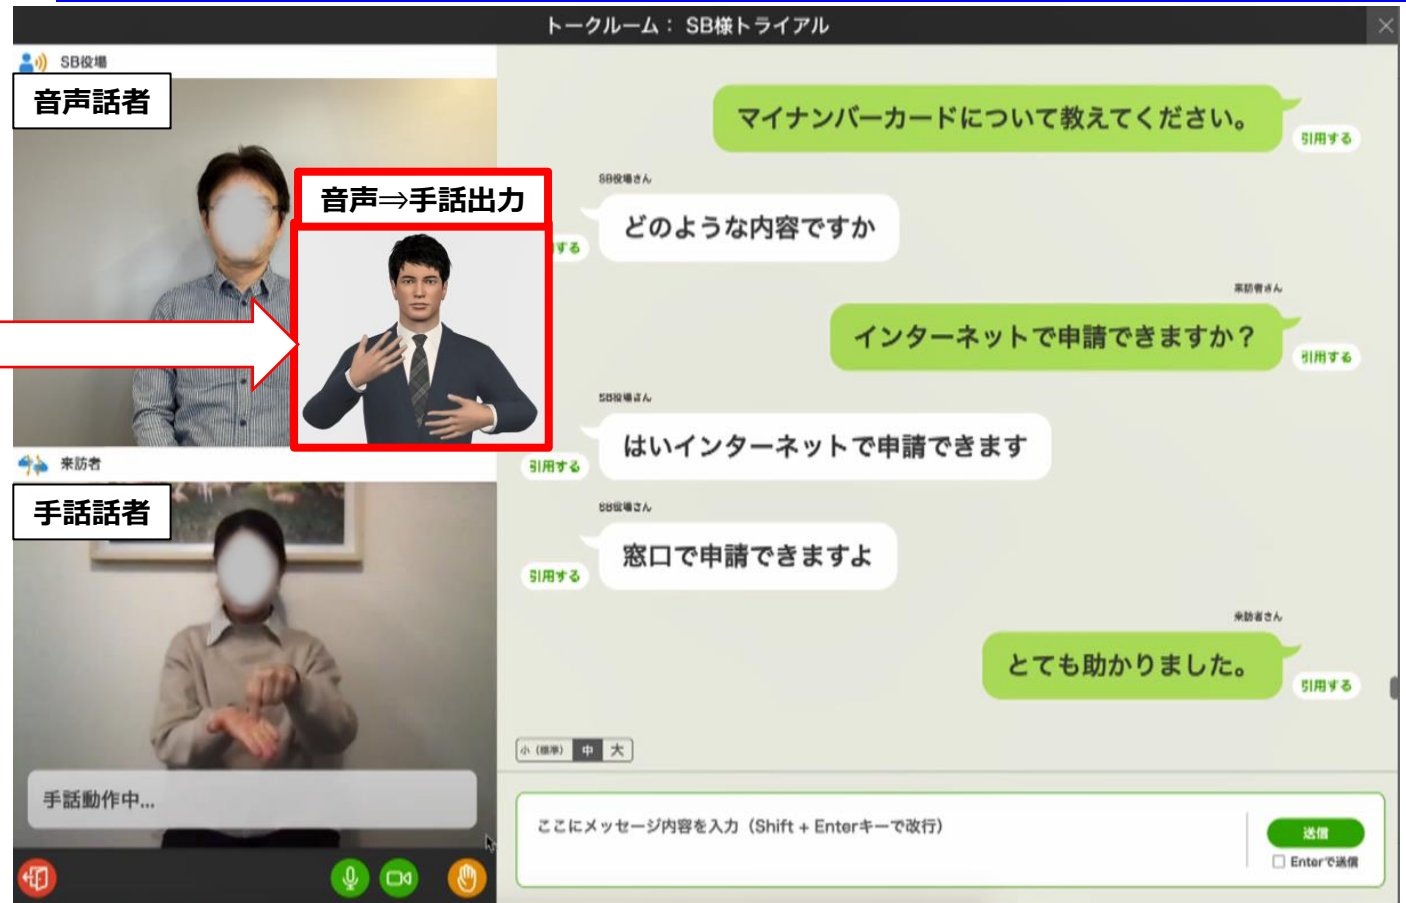 トークルーム： SB様トライアル
SB役場
音声話者
音声⇒手話出力
来訪者
手話話者
手話動作中...
マイナンバーカードについて教えてください。
引用する
SB役場さん
どのような内容ですか
用する
来訪者さん
インターネットで申請できますか？
引用する
SB役場さん
はいインターネットで申請できます
引用する
SB役場さん
窓口で申請できますよ
引用する
来訪者さん
とても助かりました。
引用する
小（標準） 中 大
ここにメッセージ内容を入力（Shift + Enterキーで改行）
送信
Enterで送信